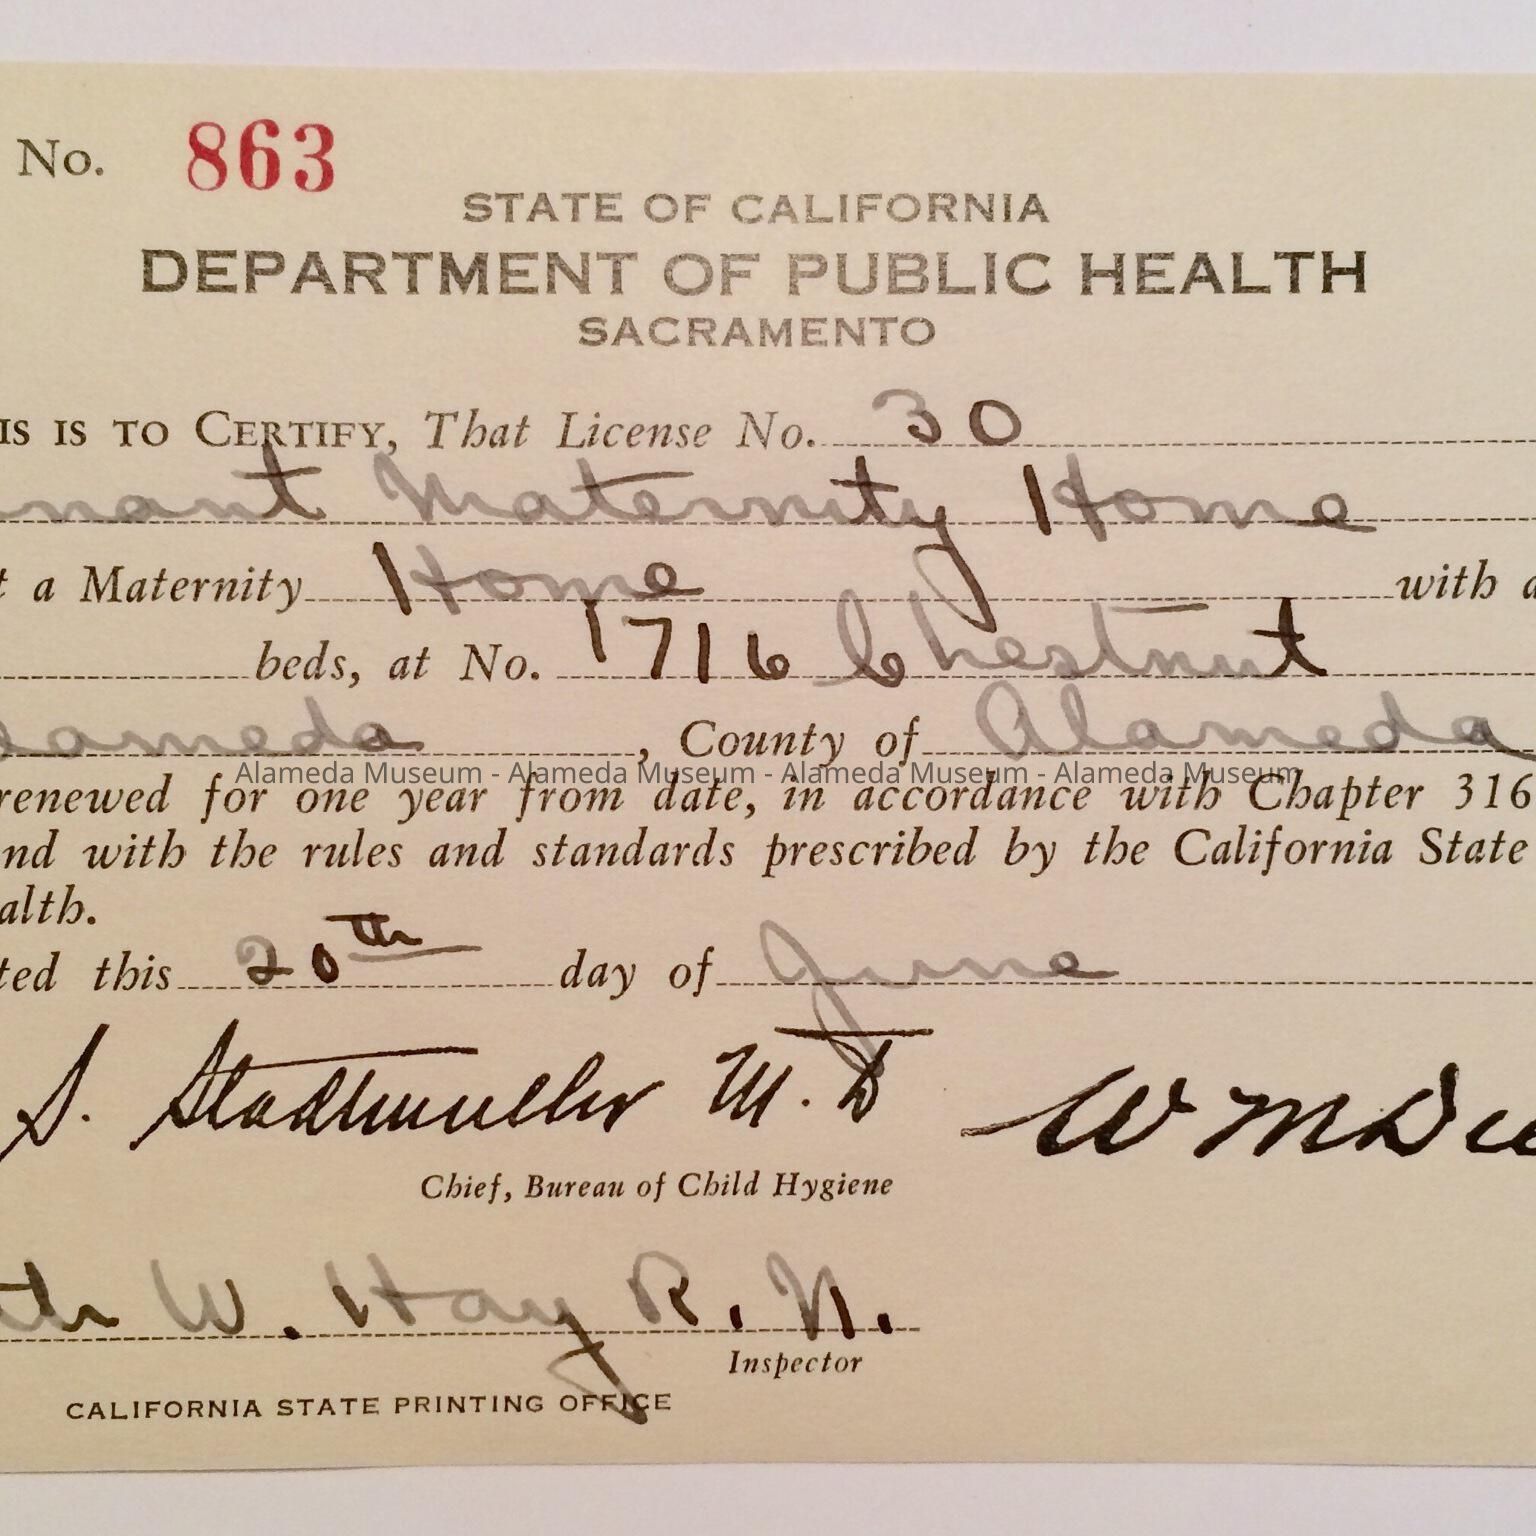 No. 863
STATE OF CALIFORNIA
DEPARTMENT OF PUBLIC HEALTH
SACRAMENTO
IS IS TO CERTIFY, That License No. 30
nant Maternity Home
t a Maternity Home with a
beds, at No. 1716 Chestnut
lameda, County of Alameda
Alameda Museum - Alameda Museum - Alameda Museum - Alameda Museum
renewed for one year from date, in accordance with Chapter 316
nd with the rules and standards prescribed by the California State
alth.
ted this 20th day of June
S. Stadtmuller M.D
W M D
Chief, Bureau of Child Hygiene
th W. Hay R. N.
Inspector
CALIFORNIA STATE PRINTING OFFICE